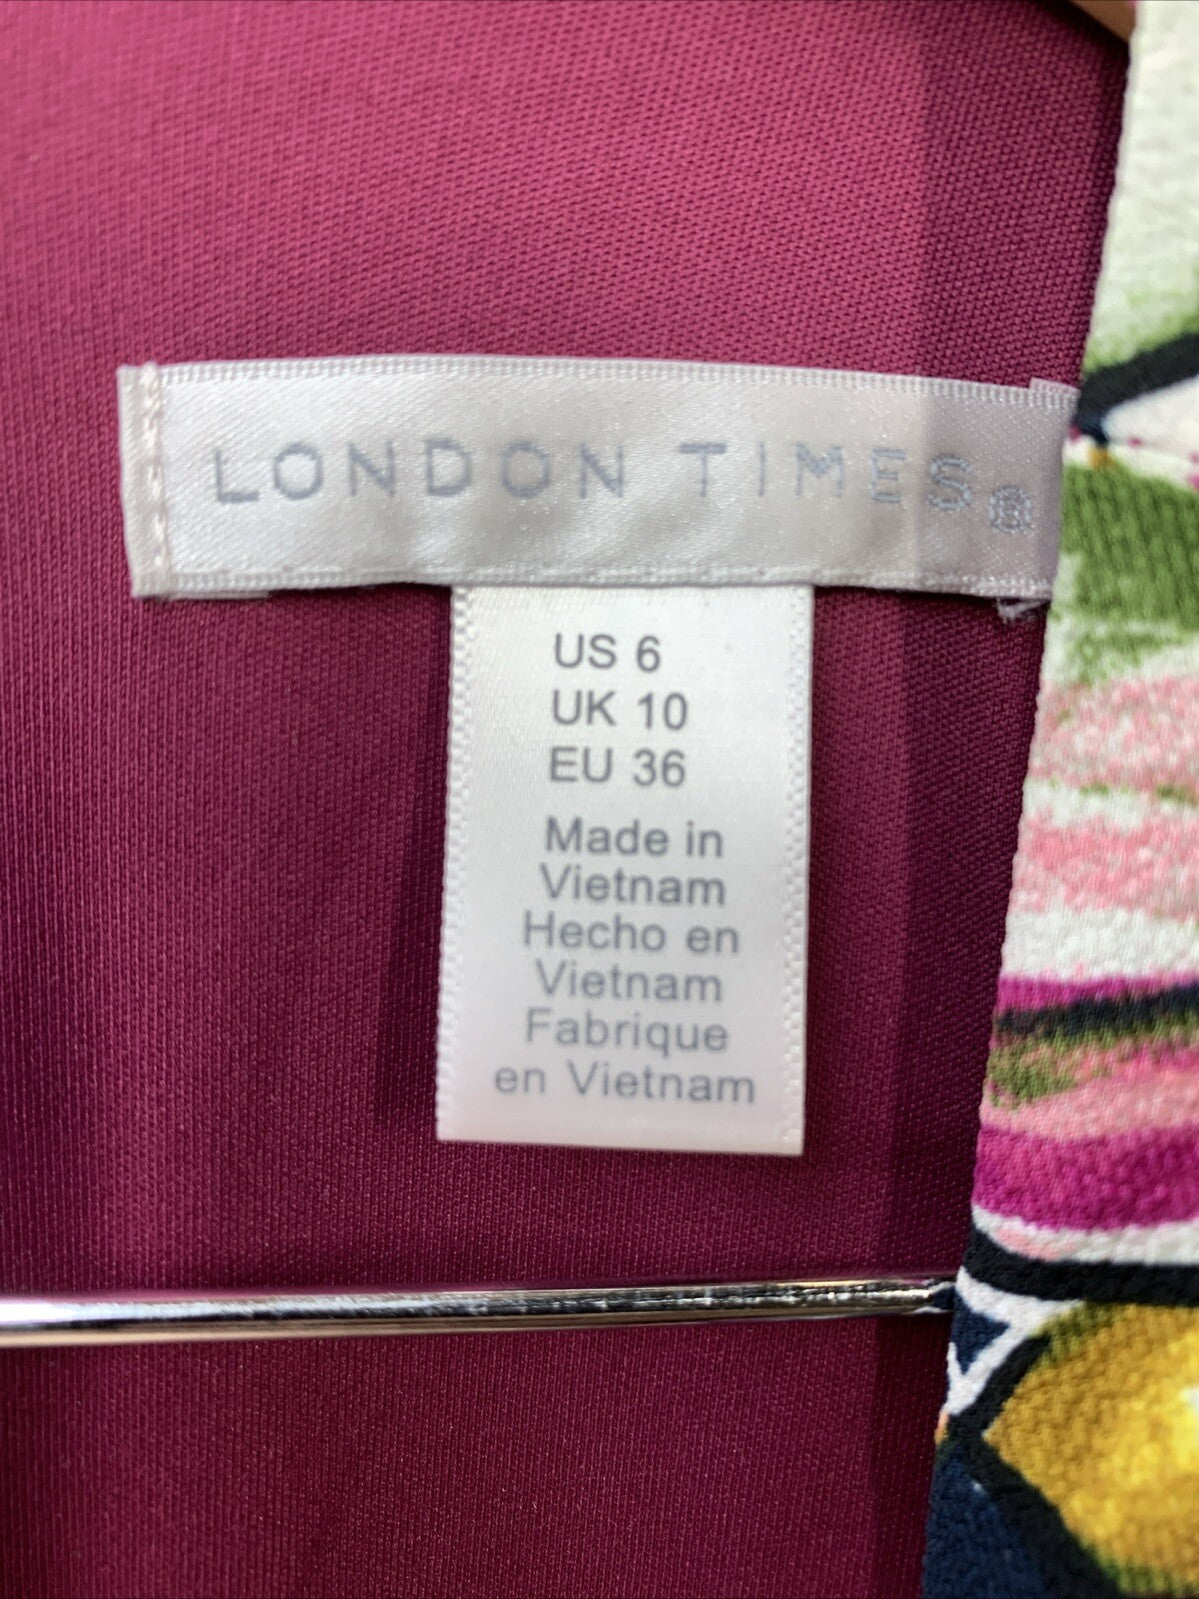 LONDON TIMES®
US 6
UK 10
EU 36
Made in
Vietnam
Hecho en
Vietnam
Fabrique
en Vietnam